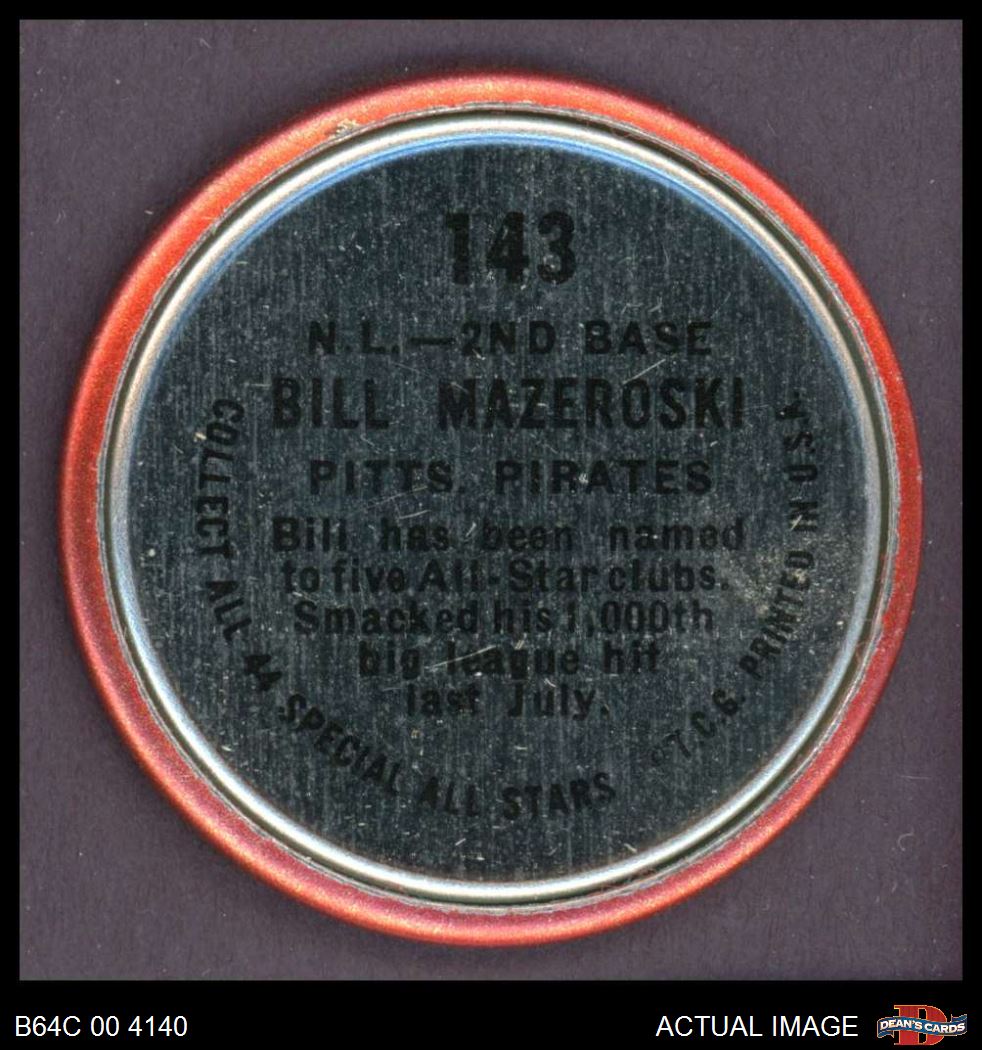 143
N.L.—2ND BASE
BILL MAZEROSKI
PITTS. PIRATES
Bill has been named
to five All-Star clubs.
Smacked his 1,000th
big league hit
last July.
COLLECT ALL 44 SPECIAL ALL STARS
©T.C.G. PRINTED IN U.S.A.
B64C 00 4140
ACTUAL IMAGE
D
DEAN'S CARDS